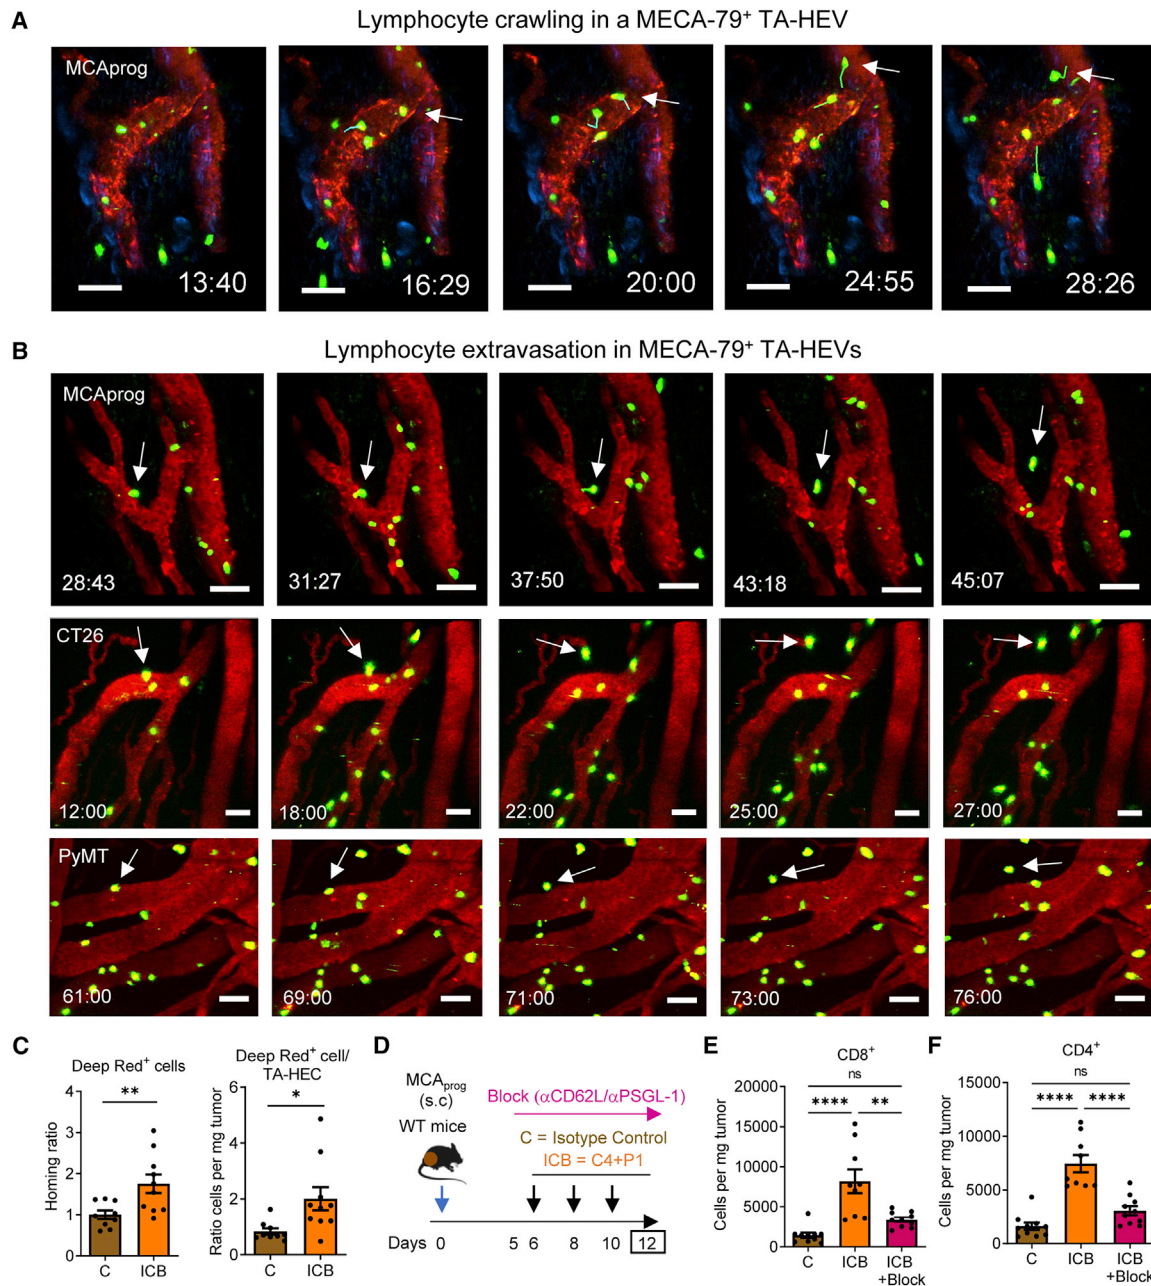 A
Lymphocyte crawling in a MECA-79⁺ TA-HEV
MCAprog
13:40
16:29
20:00
24:55
28:26
B
Lymphocyte extravasation in MECA-79⁺ TA-HEVs
MCAprog
28:43
31:27
37:50
43:18
45:07
CT26
12:00
18:00
22:00
25:00
27:00
PyMT
61:00
69:00
71:00
73:00
76:00
C
Deep Red⁺ cells
**
Homing ratio
4
3
2
1
0
C
ICB
Deep Red⁺ cell/
TA-HEC
*
Ratio cells per mg tumor
6
4
2
0
C
ICB
D
MCAprog
(s.c)
WT mice
Block (αCD62L/αPSGL-1)
C = Isotype Control
ICB = C4+P1
Days 0 5 6 8 10 12
E
CD8⁺
ns
**** **
Cells per mg tumor
20000
15000
10000
5000
0
C
ICB
ICB
+Block
F
CD4⁺
ns
**** ****
Cells per mg tumor
15000
10000
5000
0
C
ICB
ICB
+Block